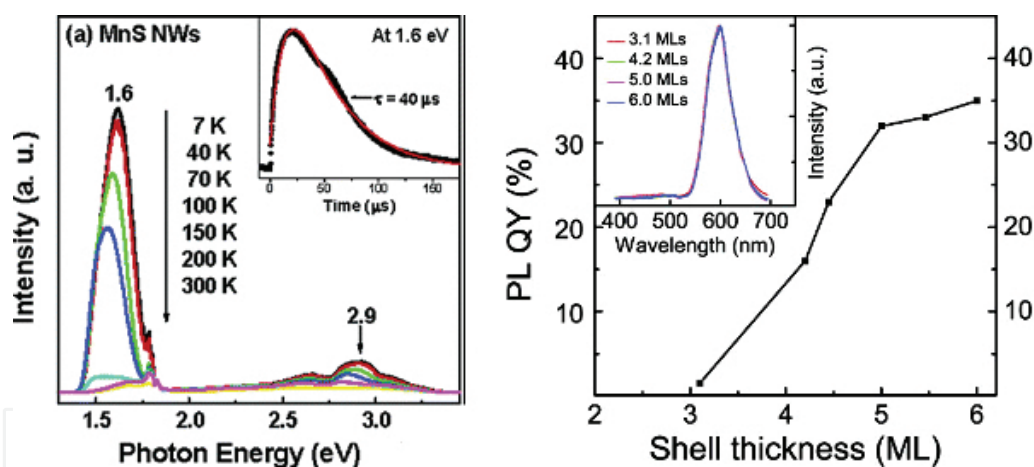 (a) MnS NWs
At 1.6 eV
τ = 40 μs
0 50 100 150
Time (μs)
1.6
7 K
40 K
70 K
100 K
150 K
200 K
300 K
2.9
Intensity (a. u.)
1.5 2.0 2.5 3.0
Photon Energy (eV)
3.1 MLs
4.2 MLs
5.0 MLs
6.0 MLs
Intensity (a.u.)
400 500 600 700
Wavelength (nm)
PL QY (%)
40
30
20
10
40
30
20
10
0
2 3 4 5 6
Shell thickness (ML)